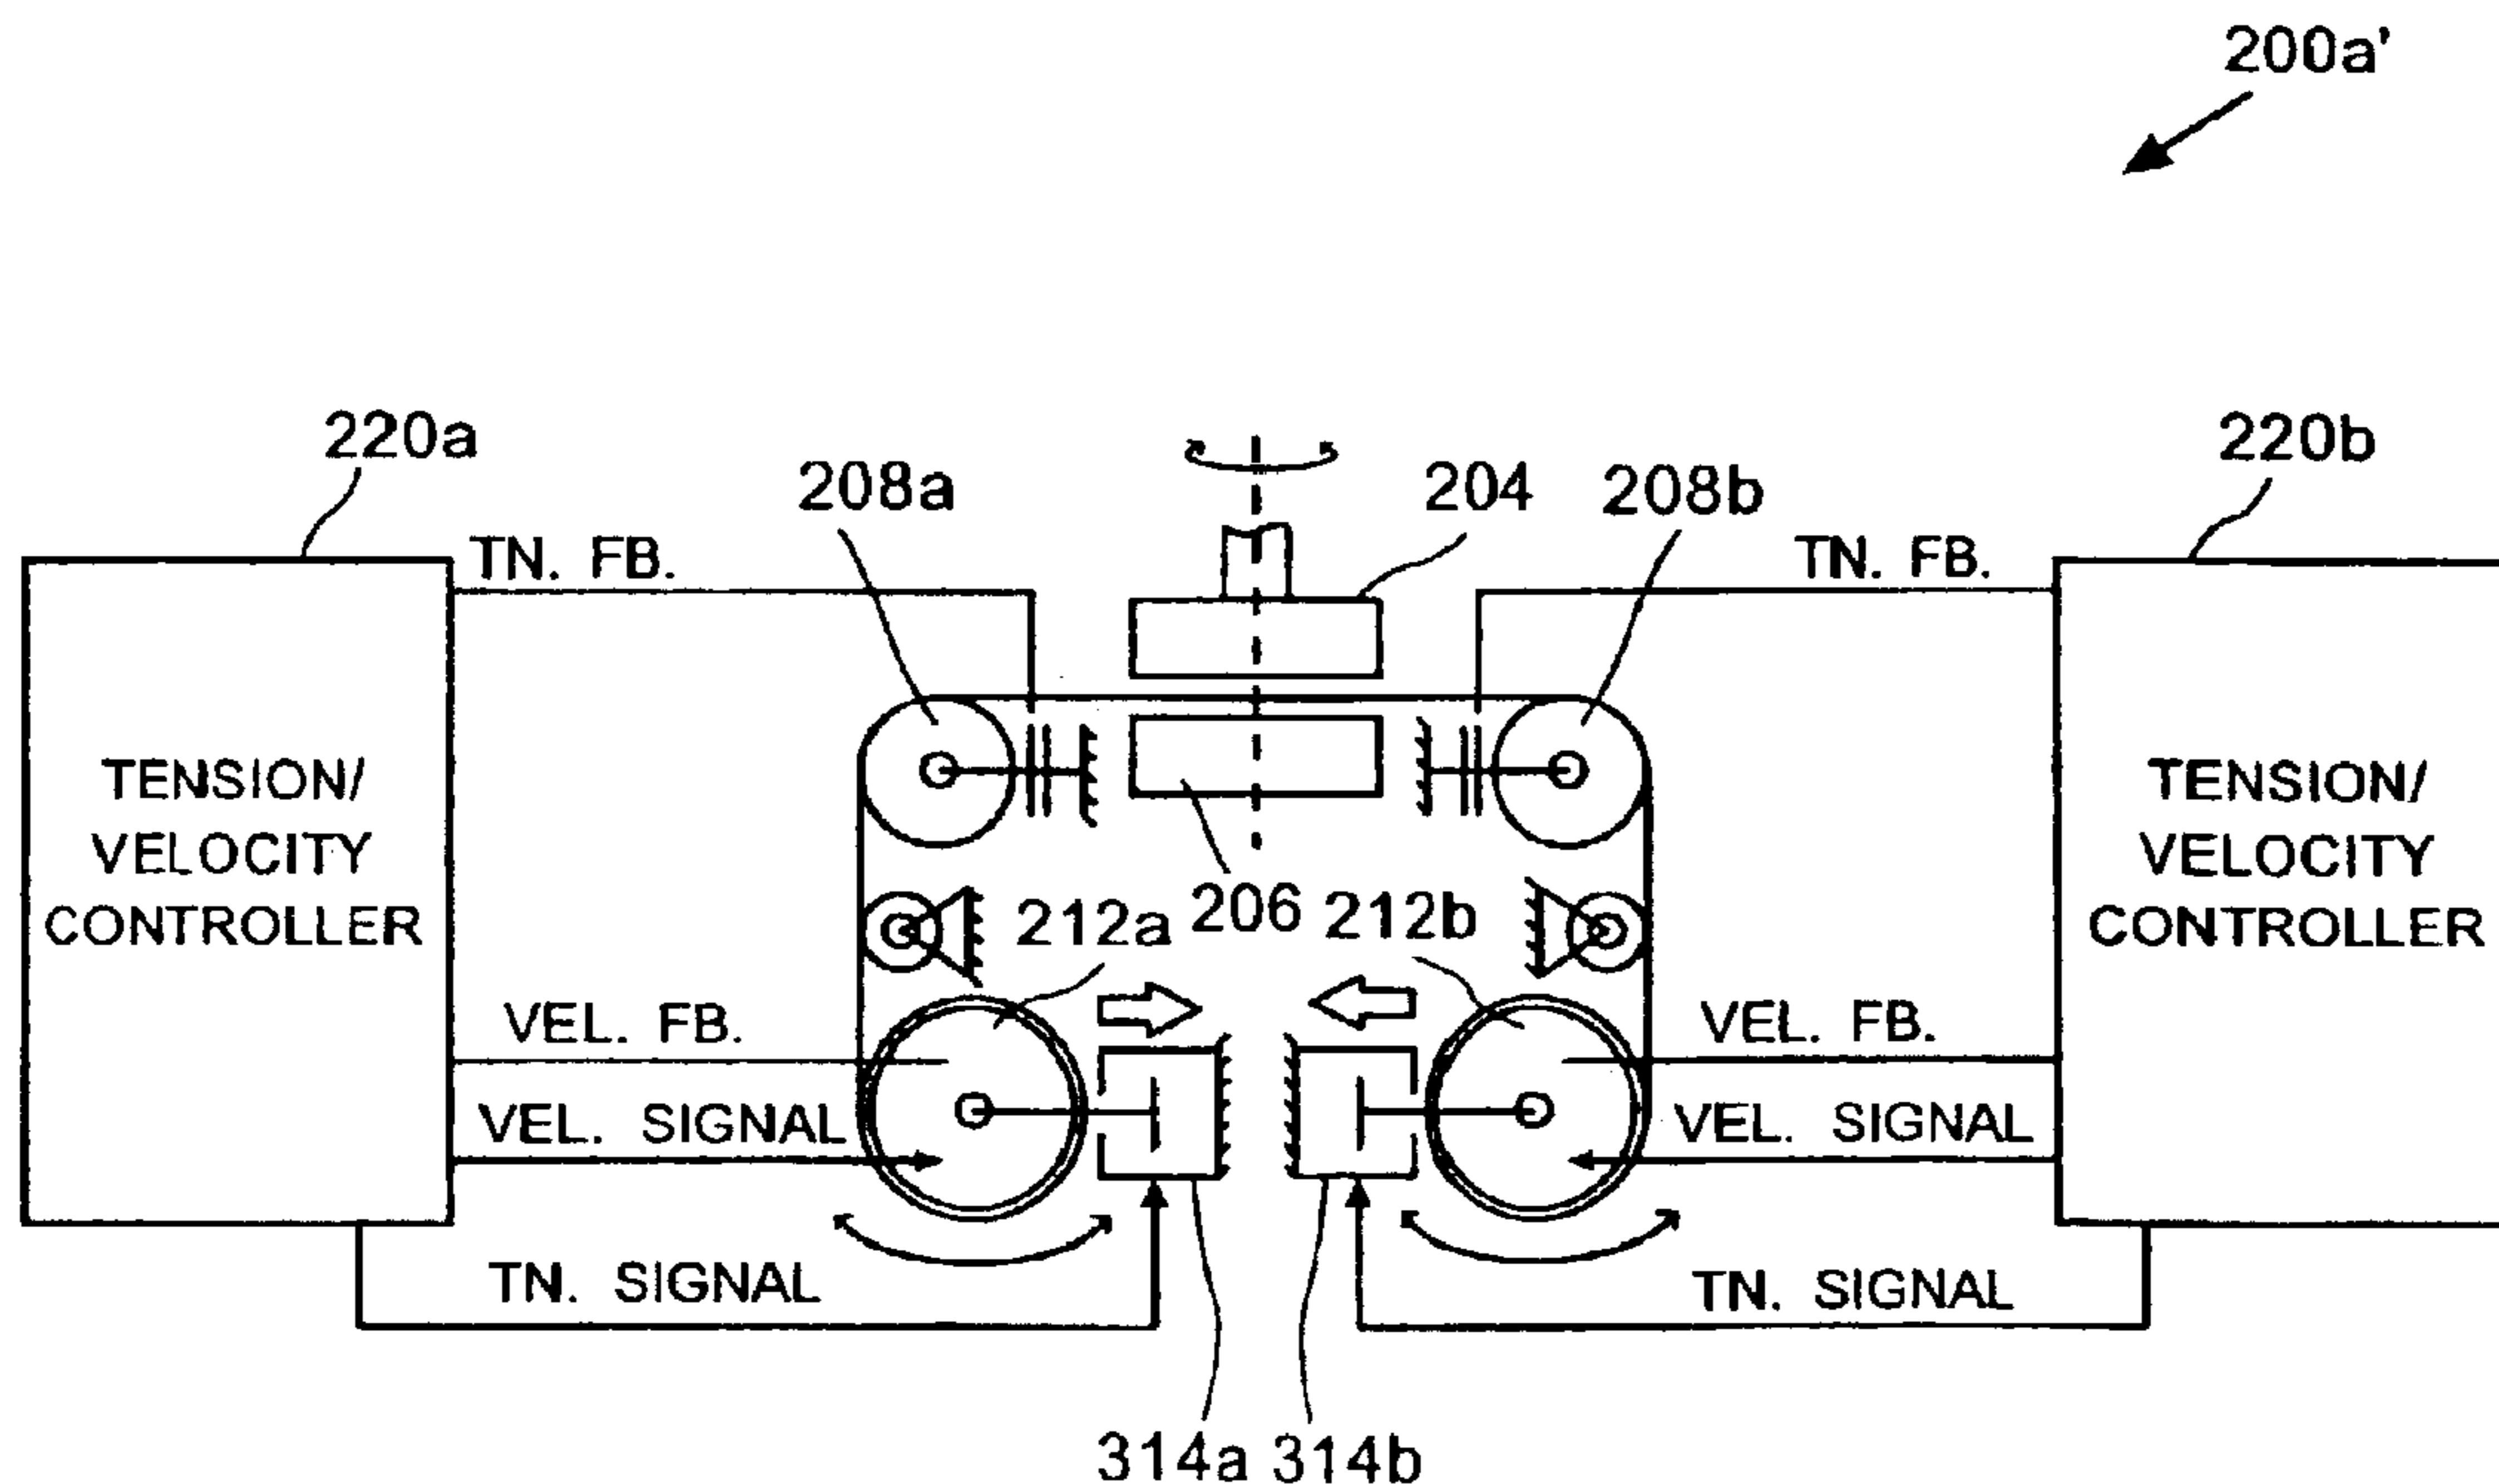 200a'
220a
208a
204
208b
220b
TN. FB.
TN. FB.
TENSION/
VELOCITY
CONTROLLER
TENSION/
VELOCITY
CONTROLLER
212a
206
212b
VEL. FB.
VEL. FB.
VEL. SIGNAL
VEL. SIGNAL
TN. SIGNAL
TN. SIGNAL
314a
314b